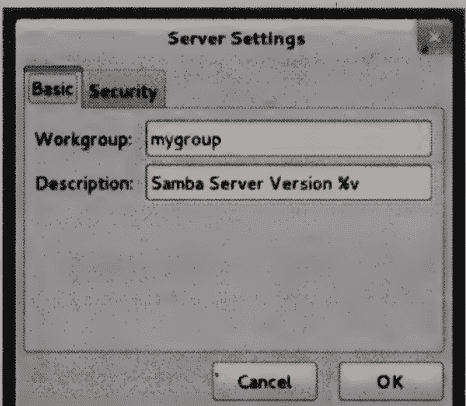 Server Settings
Basic Security
Workgroup: mygroup
Description: Samba Server Version %v
Cancel OK